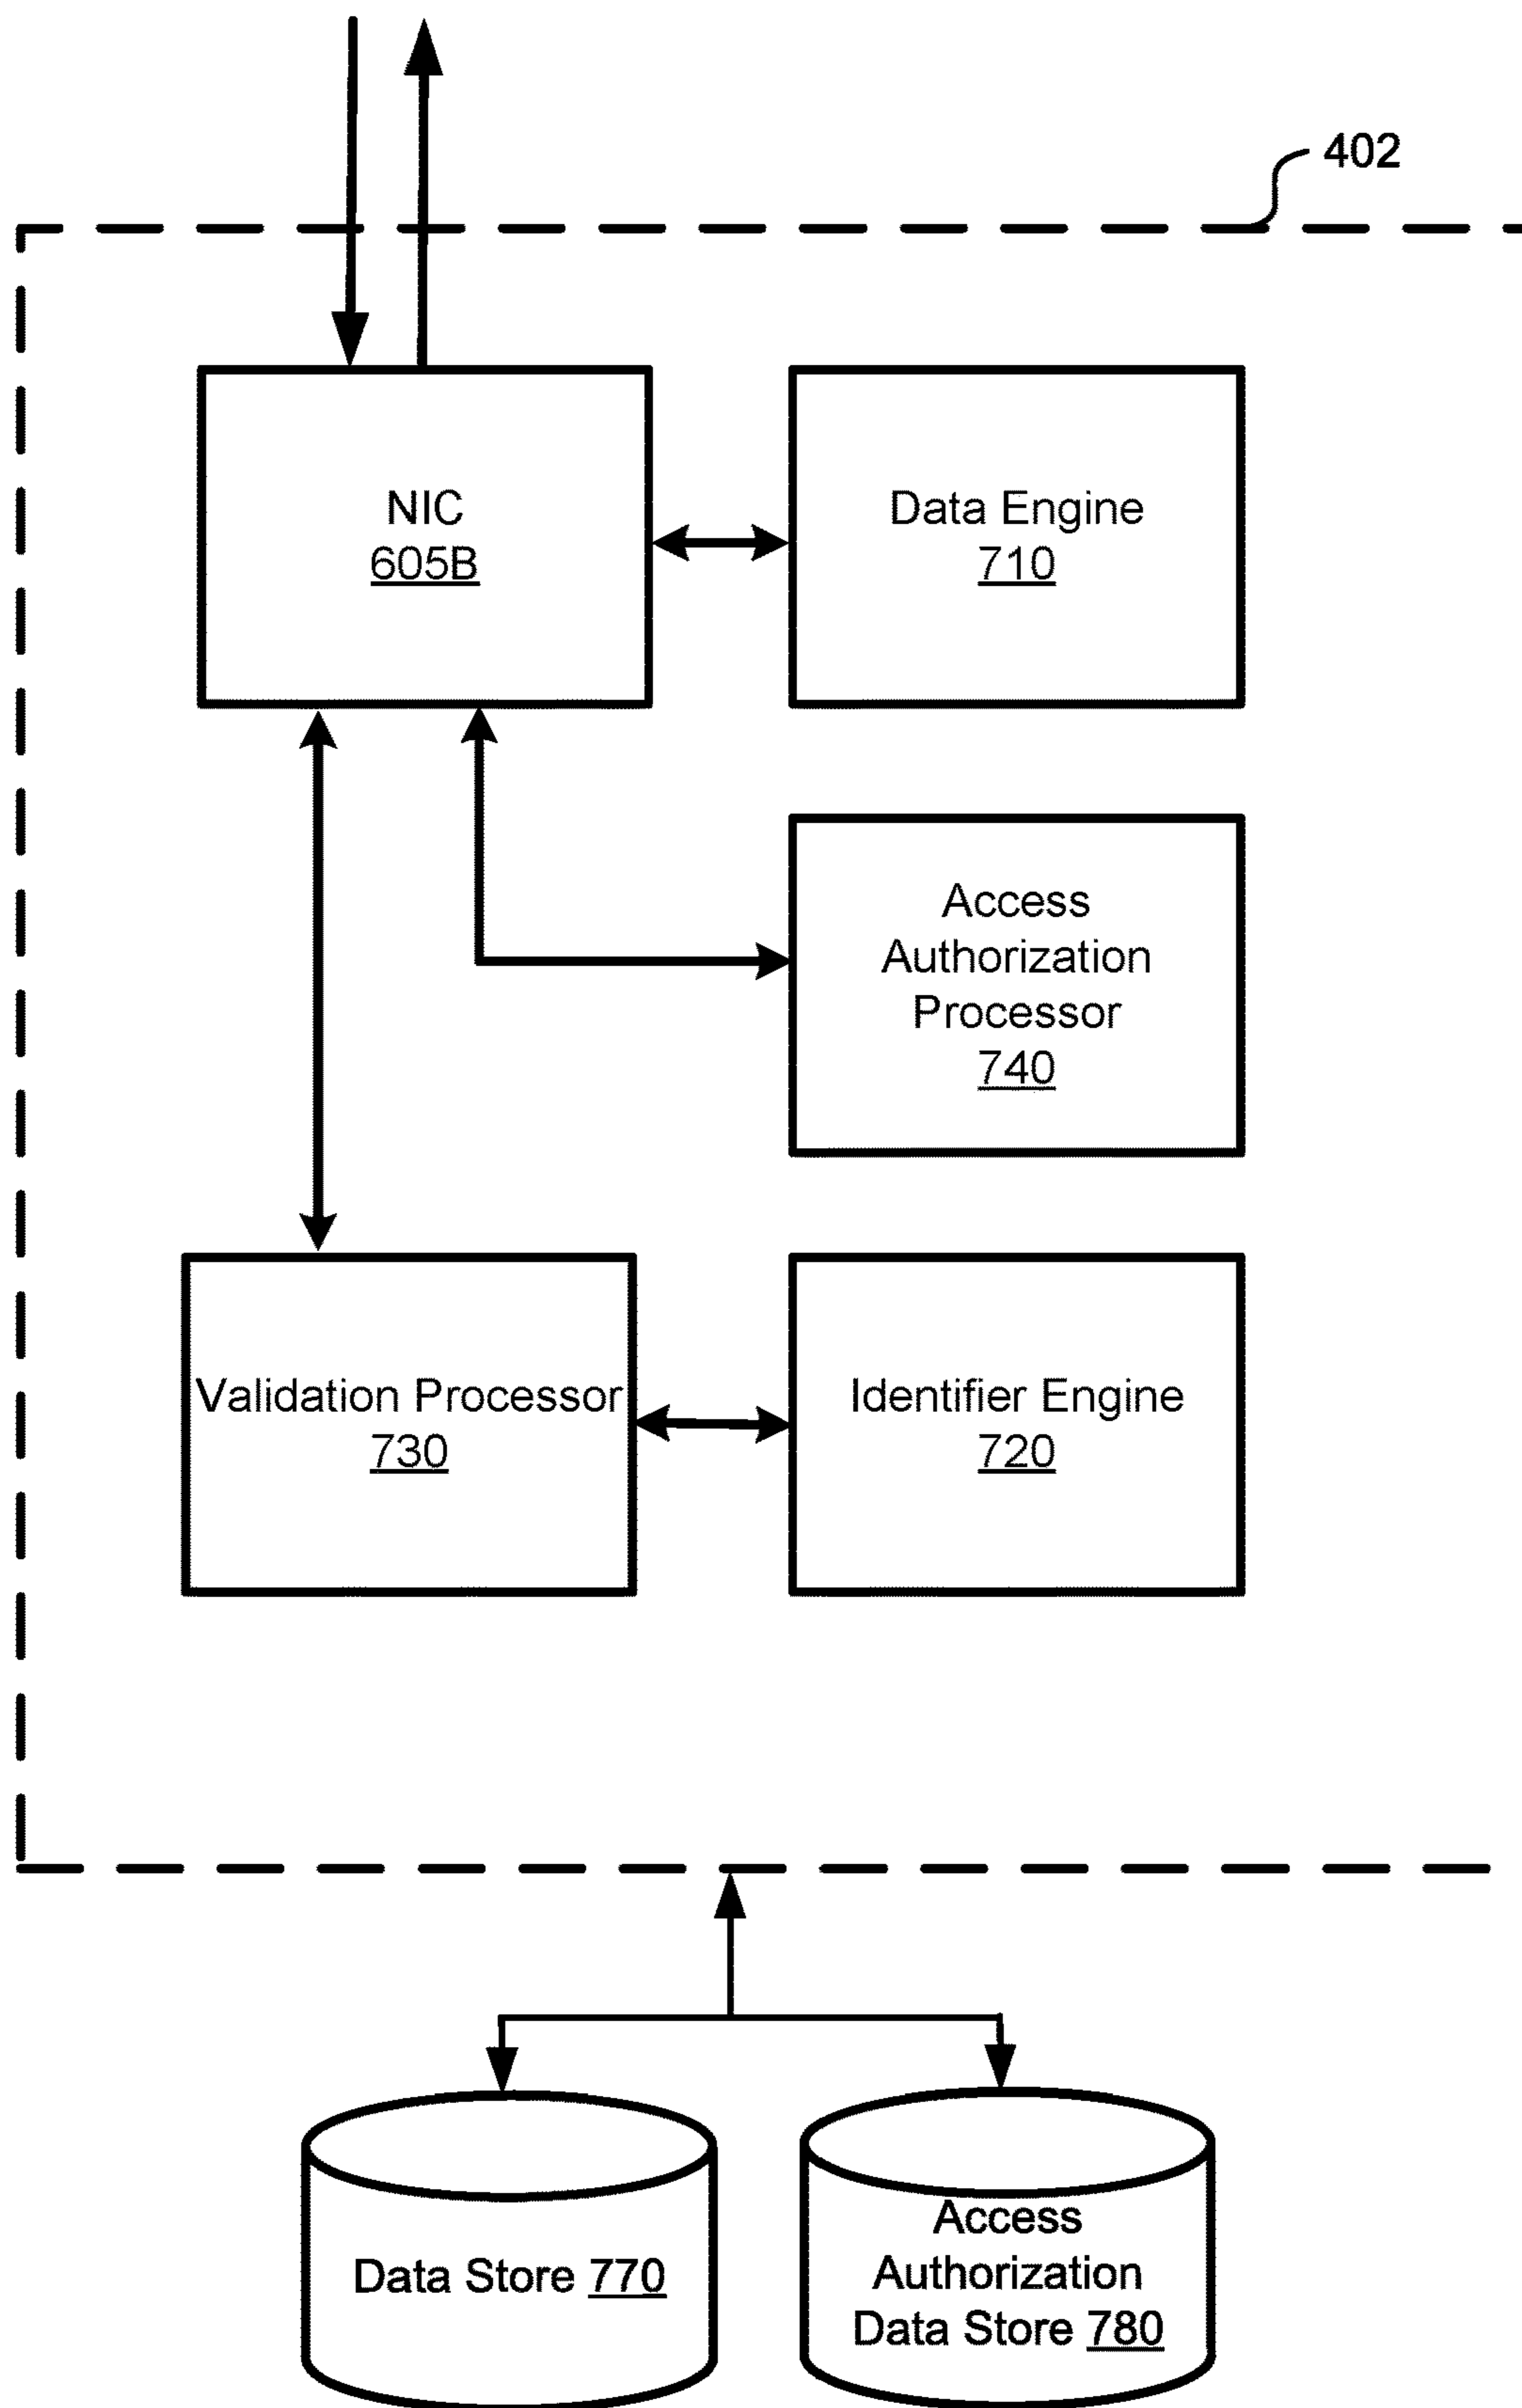 402
NIC
605B
Data Engine
710
Access
Authorization
Processor
740
Validation Processor
730
Identifier Engine
720
Data Store 770
Access
Authorization
Data Store 780